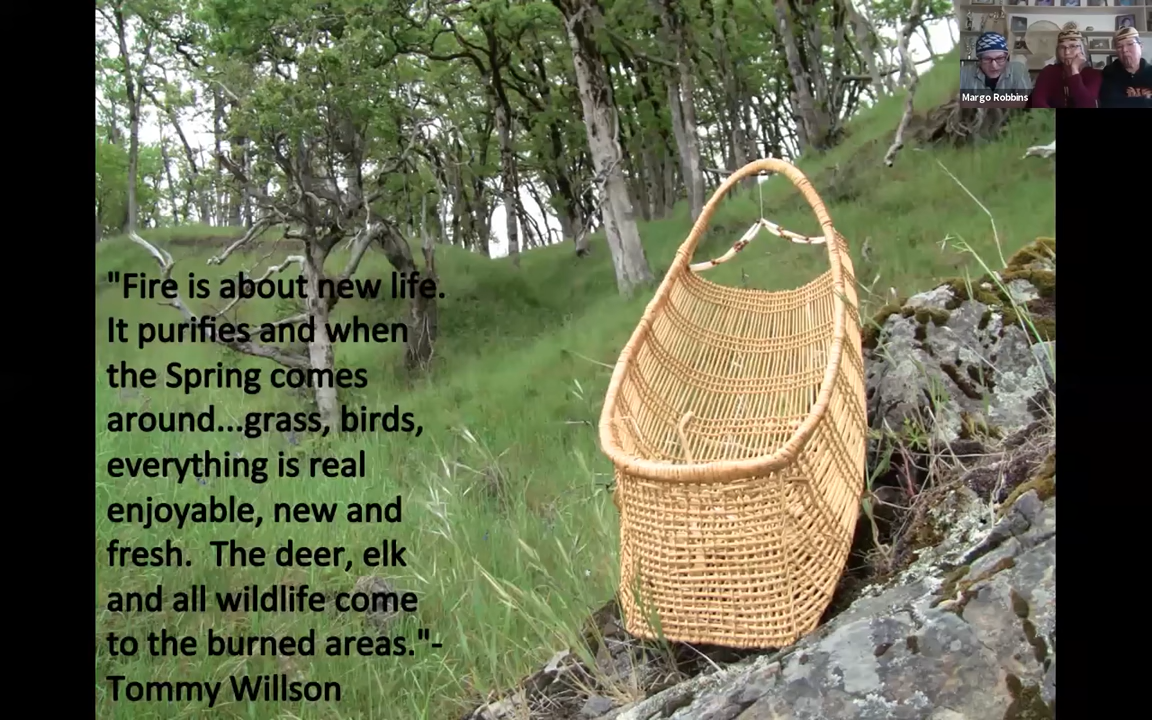 Margo Robbins
"Fire is about new life.
It purifies and when
the Spring comes
around...grass, birds,
everything is real
enjoyable, new and
fresh.  The deer, elk
and all wildlife come
to the burned areas."-
Tommy Willson